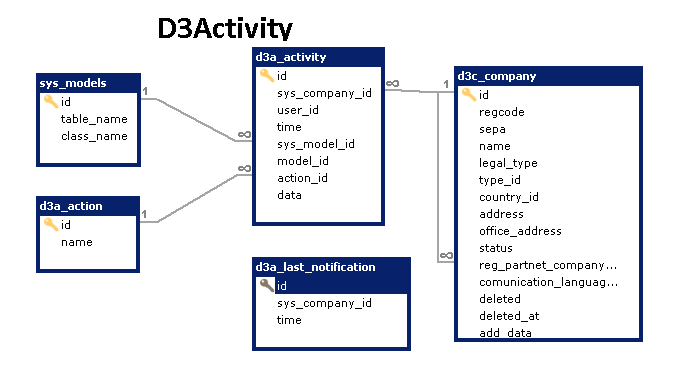 D3Activity
sys_models
id
table_name
class_name
d3a_action
id
name
d3a_activity
id
sys_company_id
user_id
time
sys_model_id
model_id
action_id
data
d3a_last_notification
id
sys_company_id
time
d3c_company
id
regcode
sepa
name
legal_type
type_id
country_id
address
office_address
status
reg_partnet_company...
comunication_languag...
deleted
deleted_at
add_data
1
∞
1
∞
∞
1
∞